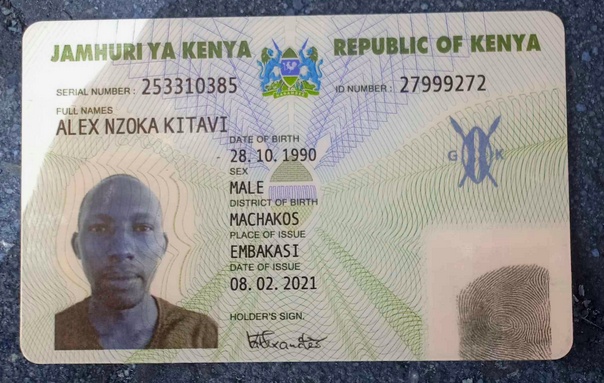 JAMHURI YA KENYA REPUBLIC OF KENYA
SERIAL NUMBER : 253310385 ID NUMBER : 27999272
FULL NAMES
ALEX NZOKA KITAVI
DATE OF BIRTH
28. 10. 1990
SEX
MALE
DISTRICT OF BIRTH
MACHAKOS
PLACE OF ISSUE
EMBAKASI
DATE OF ISSUE
08. 02. 2021
HOLDER'S SIGN.
G K